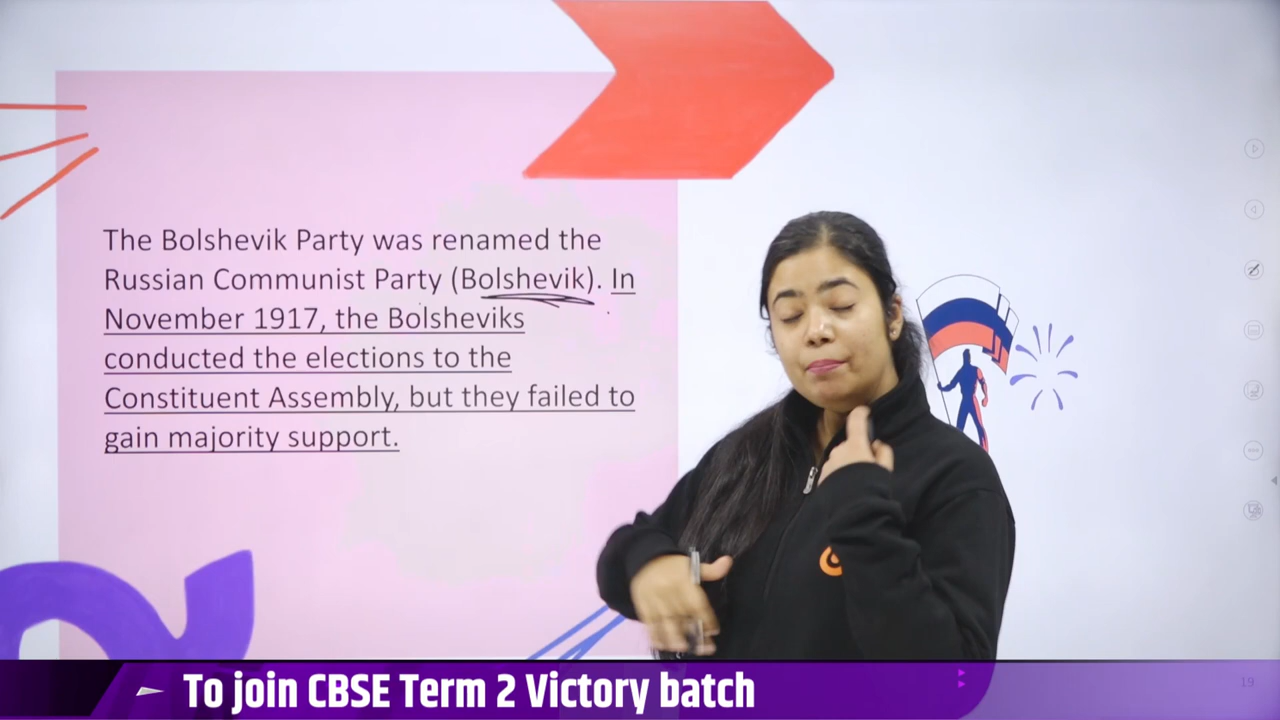 The Bolshevik Party was renamed the
Russian Communist Party (Bolshevik). In
November 1917, the Bolsheviks
conducted the elections to the
Constituent Assembly, but they failed to
gain majority support.
To join CBSE Term 2 Victory batch
19